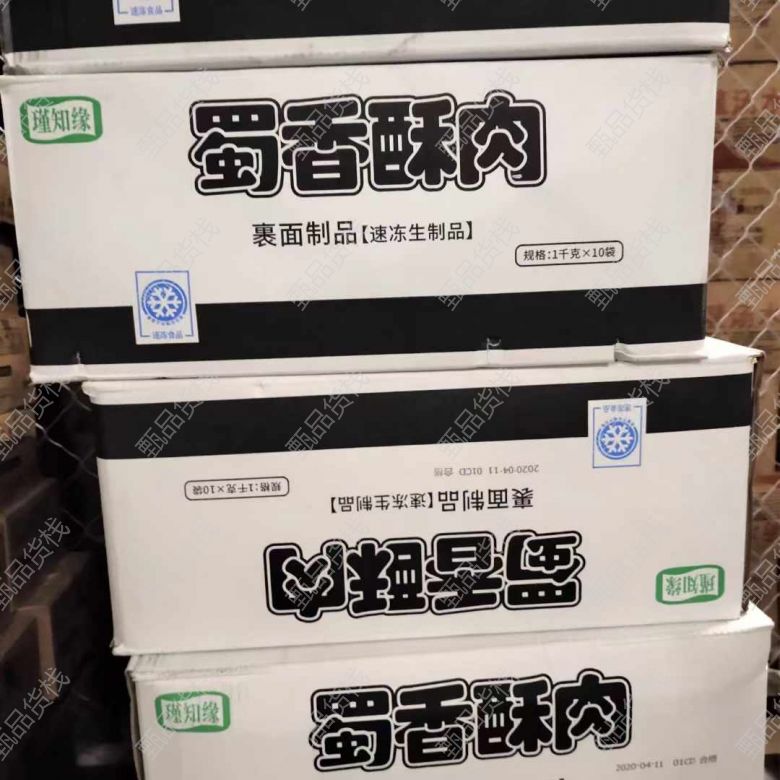 速冻食品
瑾知缘
蜀香酥肉
裹面制品【速冻生制品】
规格:1千克×10袋
速冻食品
速冻食品
2020-04-11 01CD 合格
规格:1千克×10袋
裹面制品【速冻生制品】
蜀香酥肉
瑾知缘
瑾知缘
蜀香酥肉
2020-04-11 01CD 合格
甄品货栈